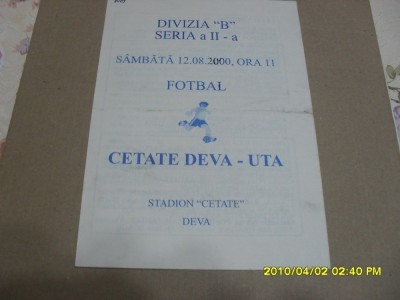 DIVIZIA "B"
SERIA a II - a
SÂMBĂTĂ 12.08.2000, ORA 11
FOTBAL
CETATE DEVA - UTA
STADION "CETATE"
DEVA
2010/04/02 02:40 PM